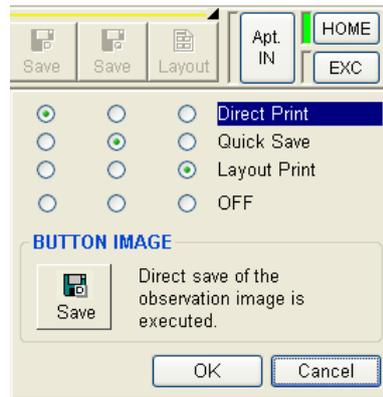 Save Save Layout Apt. IN HOME EXC
Direct Print
Quick Save
Layout Print
OFF
BUTTON IMAGE
Save
Direct save of the
observation image is
executed.
OK Cancel